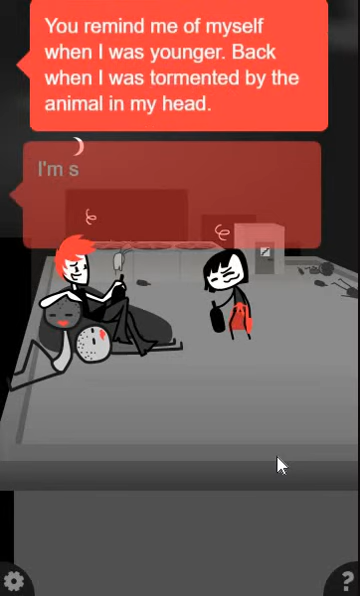 You remind me of myself
when I was younger. Back
when I was tormented by the
animal in my head.
I'm s
?